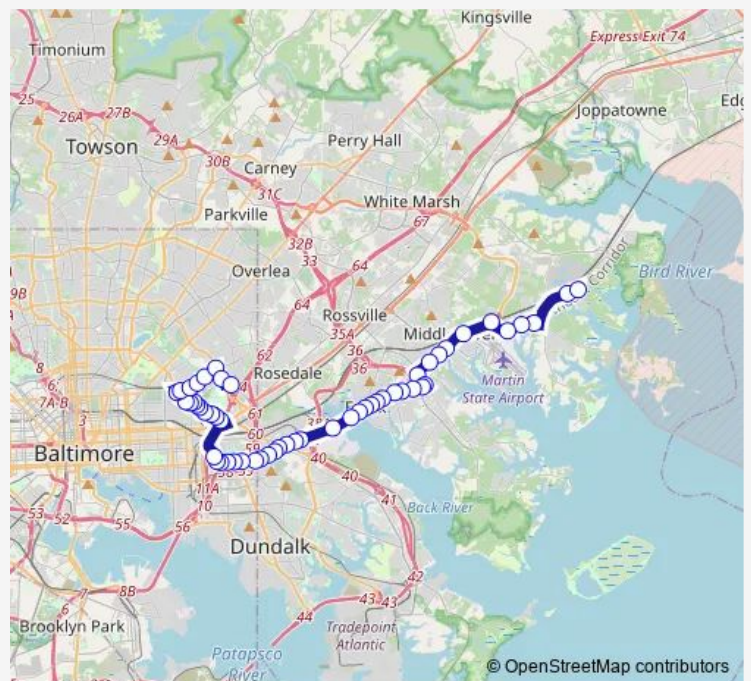 Kingsville
Timonium
Express Exit 74
25
26A
27B
Joppatowne
29A
Towson
Perry Hall
30B
Carney
31C
White Marsh
Parkville
67
32B
33
64
Overlea
Corridor
Bird River
9B
64
Rossville
35A
36
62
36
8
6
Rosedale
Martin
State Airport
7A-B
61
3
60
Baltimore
40
11A
40
10
41
53
52
55
56
Back River
Dundalk
42
8B
43
43
7
44
6
Brooklyn Park
Tradepoint
Atlantic
Patapsco
River
© OpenStreetMap contributors